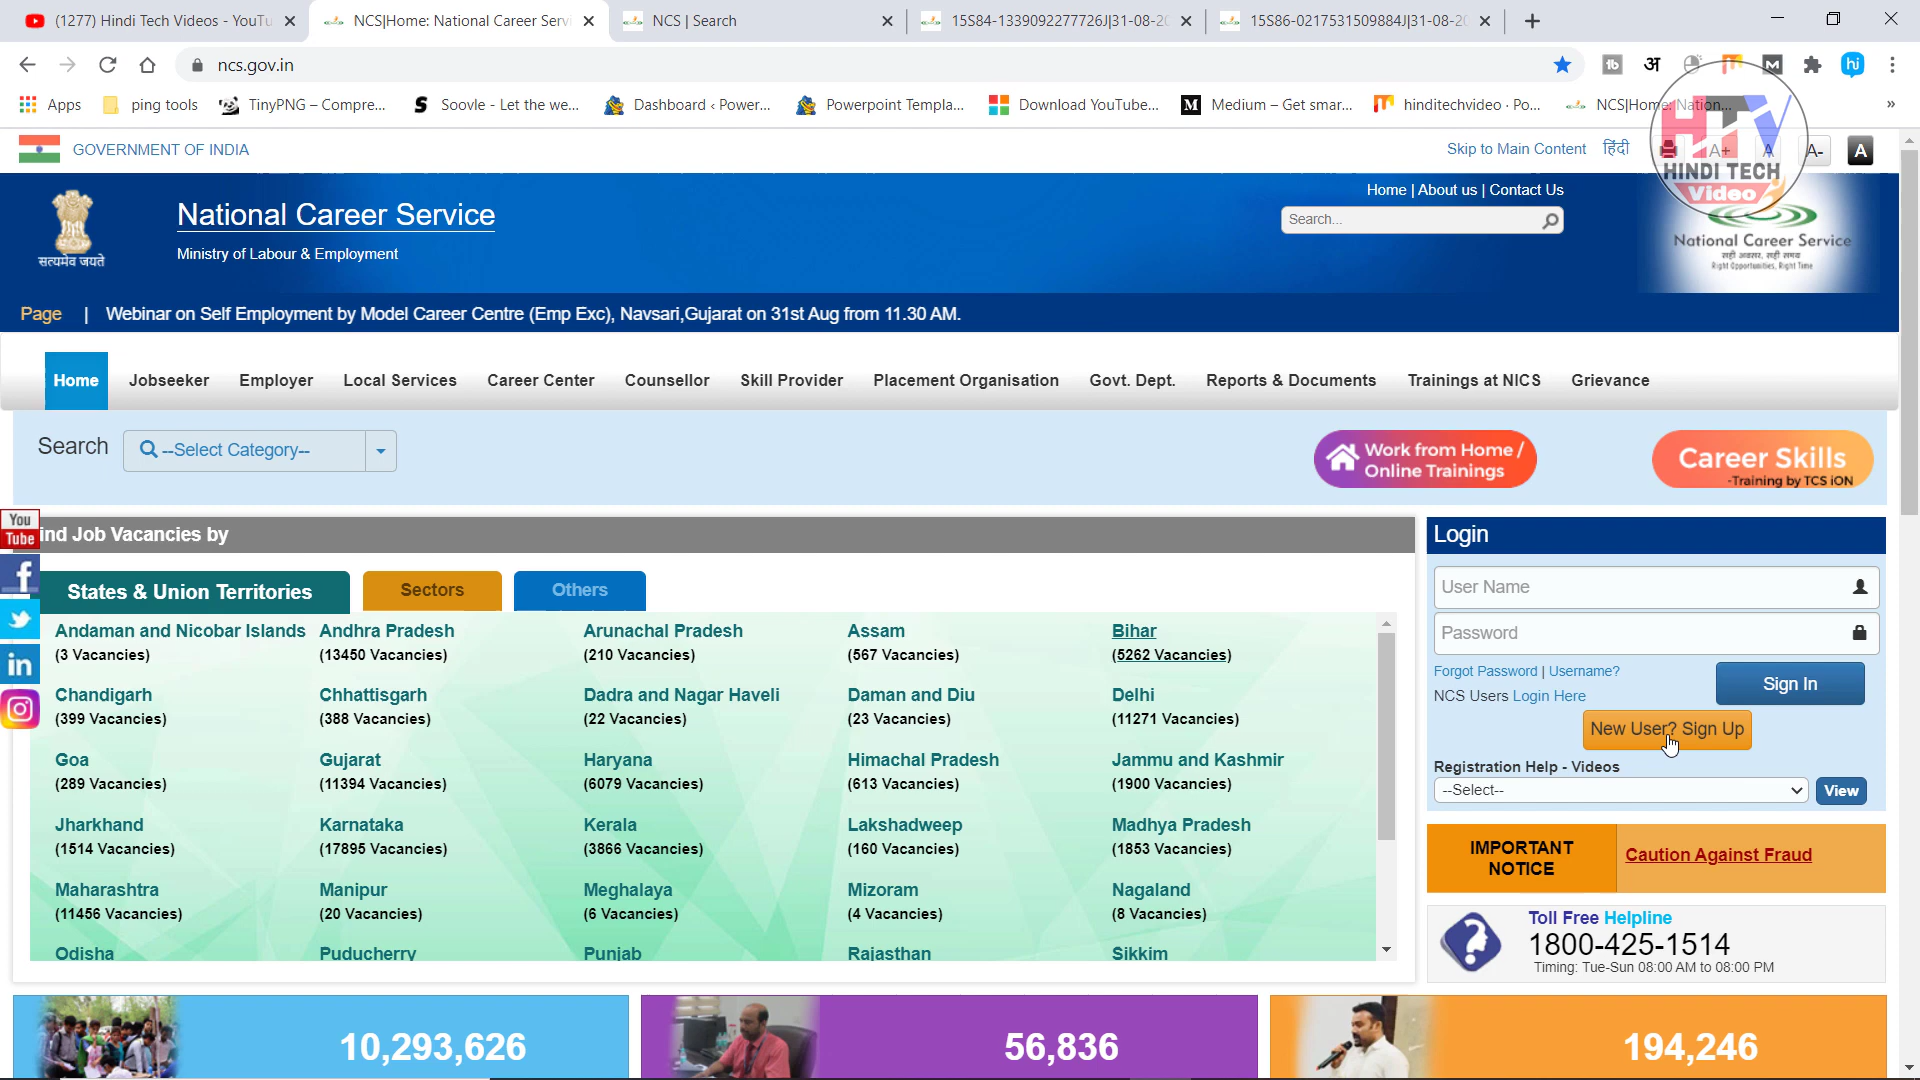 (1277) Hindi Tech Videos - YouTu
NCS|Home: National Career Servi
NCS | Search
15S84-1339092277726J|31-08-20
15S86-0217531509884J|31-08-20
ncs.gov.in
अ
hi
Apps
ping tools
TinyPNG – Compre...
Soovle - Let the we...
Dashboard ‹ Power...
Powerpoint Templa...
Download YouTube...
Medium – Get smar...
hinditechvideo · Po...
NCS|Home: Nation...
GOVERNMENT OF INDIA
Skip to Main Content
हिंदी
A+
A
A-
A
HTV
HINDI TECH
Video
सत्यमेव जयते
National Career Service
Ministry of Labour & Employment
Home | About us | Contact Us
Search...
National Career Service
सही अवसर, सही समय
Right Opportunities, Right Time
Page | Webinar on Self Employment by Model Career Centre (Emp Exc), Navsari,Gujarat on 31st Aug from 11.30 AM.
Home Jobseeker Employer Local Services Career Center Counsellor Skill Provider Placement Organisation Govt. Dept. Reports & Documents Trainings at NICS Grievance
Search
--Select Category--
Work from Home /
Online Trainings
Career Skills
-Training by TCS iON
You
Tube
ind Job Vacancies by
States & Union Territories
Sectors
Others
Andaman and Nicobar Islands Andhra Pradesh Arunachal Pradesh Assam Bihar
(3 Vacancies) (13450 Vacancies) (210 Vacancies) (567 Vacancies) (5262 Vacancies)
Chandigarh Chhattisgarh Dadra and Nagar Haveli Daman and Diu Delhi
(399 Vacancies) (388 Vacancies) (22 Vacancies) (23 Vacancies) (11271 Vacancies)
Goa Gujarat Haryana Himachal Pradesh Jammu and Kashmir
(289 Vacancies) (11394 Vacancies) (6079 Vacancies) (613 Vacancies) (1900 Vacancies)
Jharkhand Karnataka Kerala Lakshadweep Madhya Pradesh
(1514 Vacancies) (17895 Vacancies) (3866 Vacancies) (160 Vacancies) (1853 Vacancies)
Maharashtra Manipur Meghalaya Mizoram Nagaland
(11456 Vacancies) (20 Vacancies) (6 Vacancies) (4 Vacancies) (8 Vacancies)
Odisha Puducherry Punjab Rajasthan Sikkim
Login
User Name
Password
Forgot Password | Username?
NCS Users Login Here
Sign In
New User? Sign Up
Registration Help - Videos
--Select--
View
IMPORTANT
NOTICE
Caution Against Fraud
Toll Free Helpline
1800-425-1514
Timing: Tue-Sun 08:00 AM to 08:00 PM
10,293,626
56,836
194,246